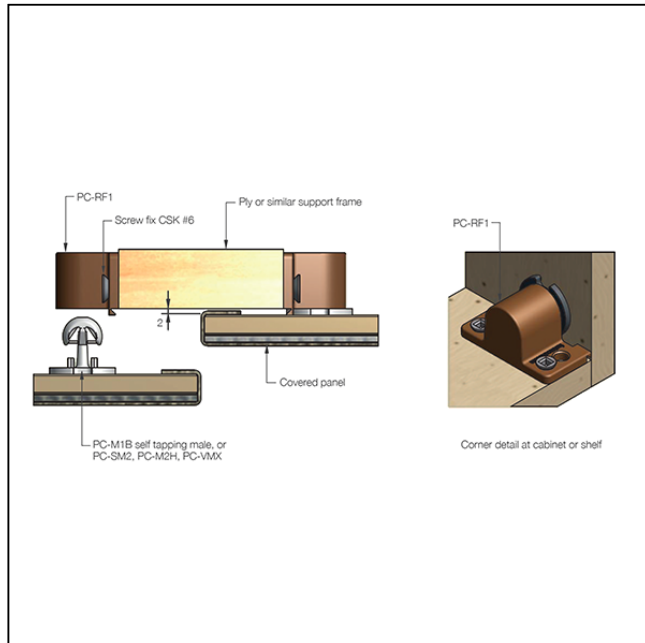 PC-RF1
Screw fix CSK #6
Ply or similar support frame
2
Covered panel
PC-M1B self tapping male, or
PC-SM2, PC-M2H, PC-VMX
PC-RF1
Corner detail at cabinet or shelf